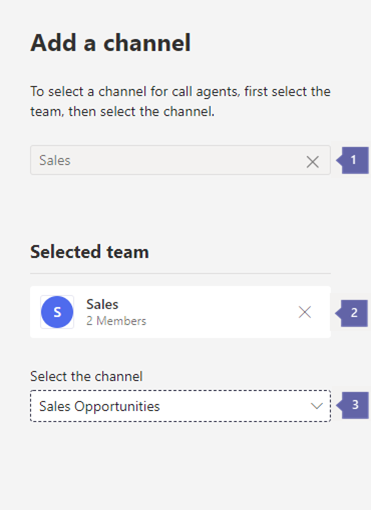 Add a channel
To select a channel for call agents, first select the
team, then select the channel.
Sales
1
Selected team
S
Sales
2 Members
2
Select the channel
Sales Opportunities
3